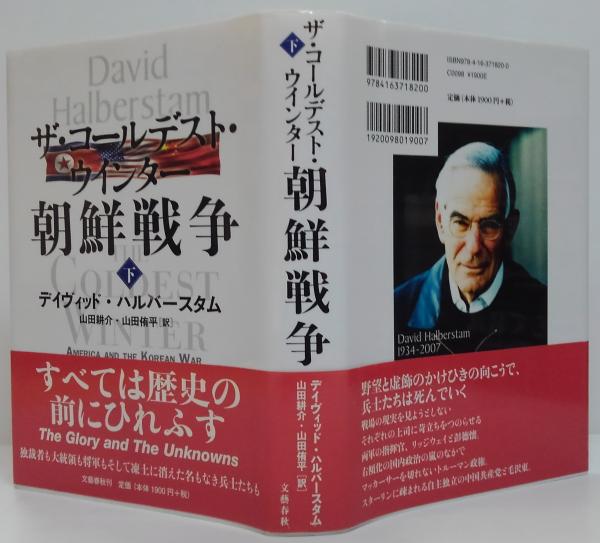 David
Halberstam
ザ・コールデスト・
ウインター
朝鮮戦争
下
THE
COLDEST
WINTER
デイヴィッド・ハルバースタム
山田耕介・山田侑平[訳]
AMERICA AND THE KOREAN WAR
すべては歴史の
前にひれふす
The Glory and The Unknowns
独裁者も大統領も将軍もそして凍土に消えた名もなき兵士たちも
文藝春秋刊 定価(本体1900円+税)
ザ・コールデスト・
ウインター
下
朝鮮戦争
デイヴィッド・ハルバースタム
山田耕介・山田侑平[訳]
文藝春秋
9784163718200
1920098019007
ISBN978-4-16-371820-0
C0098 ¥1900E
定価(本体1900円+税)
David Halberstam
1934-2007
野望と虚飾のかけひきの向こうで、
兵士たちは死んでいく
戦場の現実を見ようとしない
それぞれの上司に苛立ちをつのらせる
両軍の指揮官、リッジウェイと彭徳懐。
右傾化の国内政治の嵐のなかで
マッカーサーを切れないトルーマン政権。
スターリンに疎まれる自主独立の中国共産党と毛沢東。